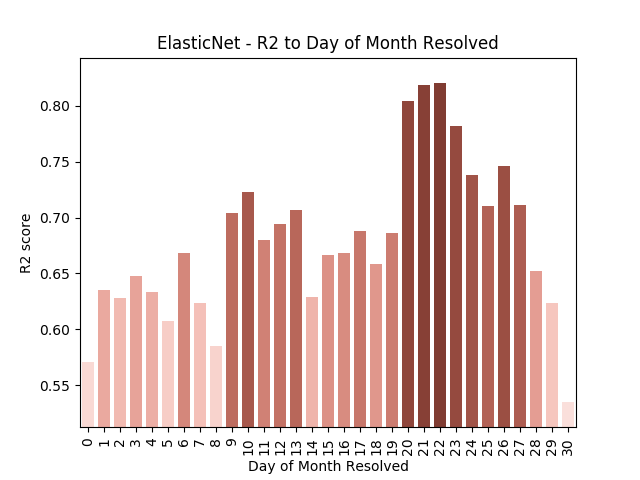 ElasticNet - R2 to Day of Month Resolved
R2 score
0.80
0.75
0.70
0.65
0.60
0.55
0 1 2 3 4 5 6 7 8 9 10 11 12 13 14 15 16 17 18 19 20 21 22 23 24 25 26 27 28 29 30
Day of Month Resolved